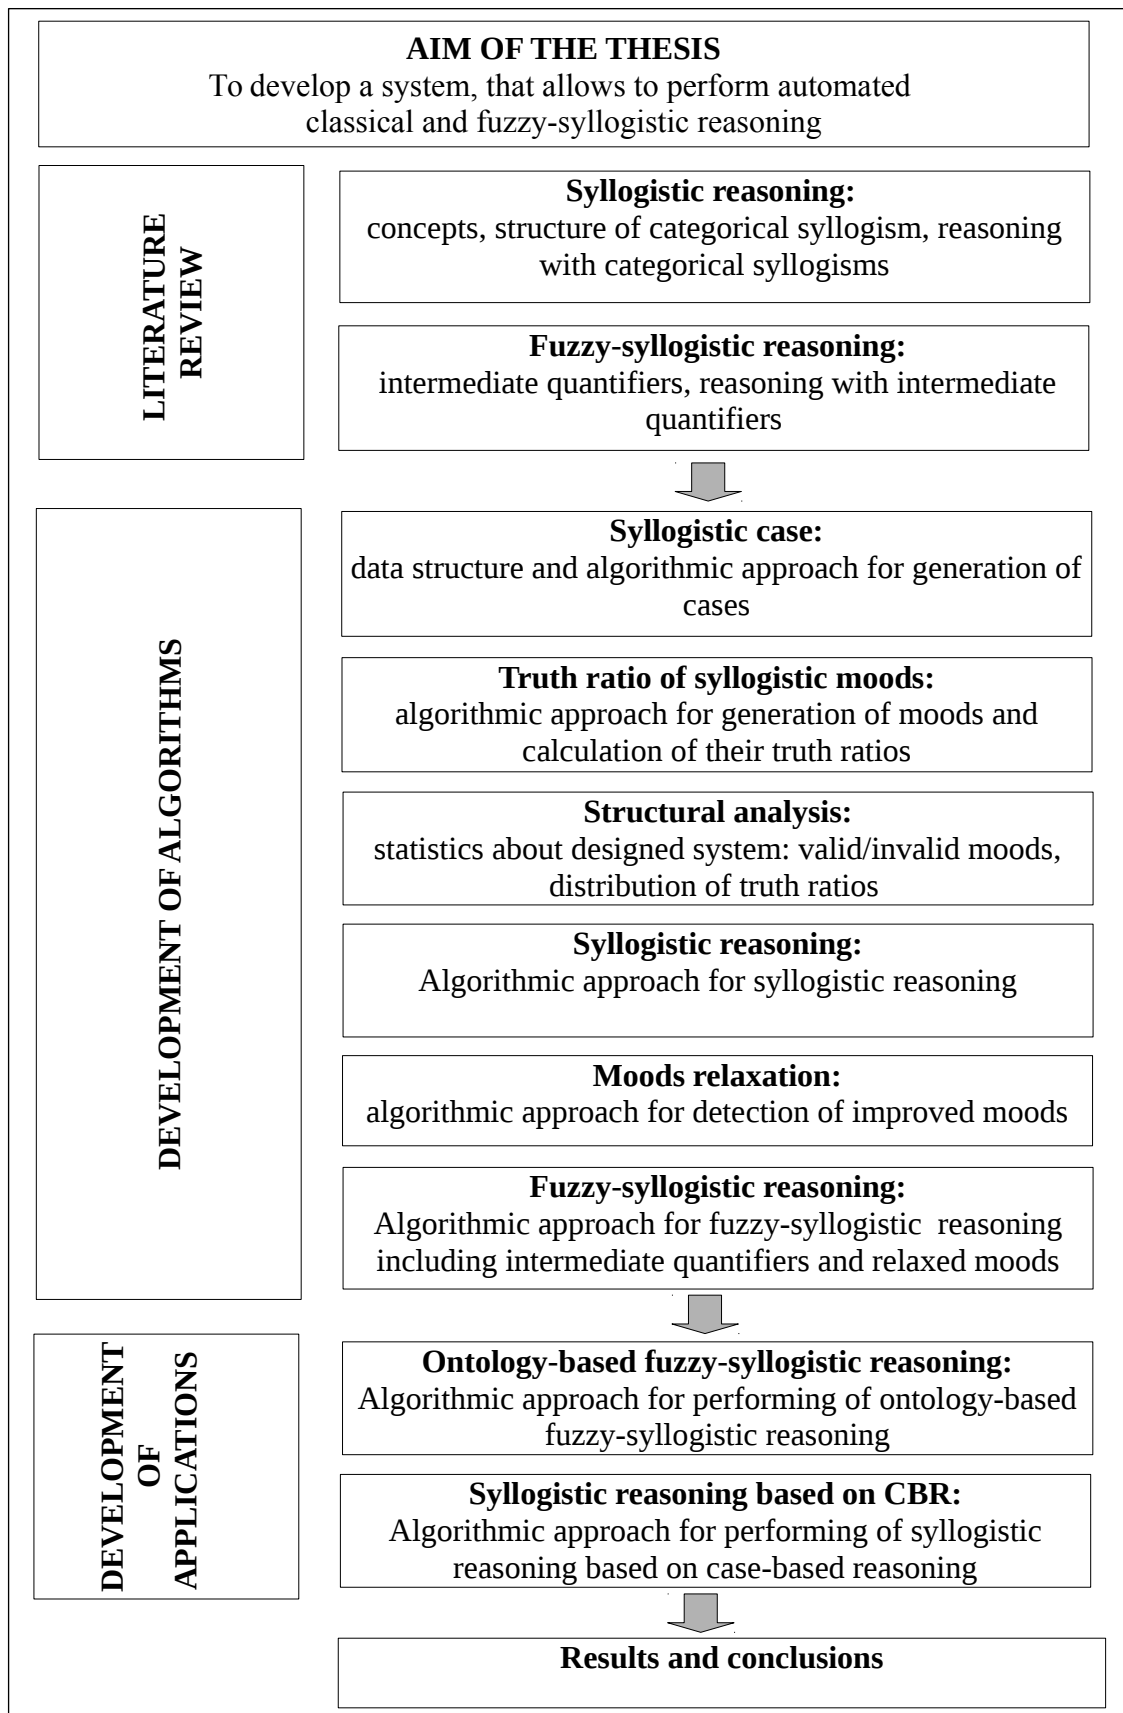 AIM OF THE THESIS
To develop a system, that allows to perform automated
classical and fuzzy-syllogistic reasoning
LITERATURE
REVIEW
Syllogistic reasoning:
concepts, structure of categorical syllogism, reasoning
with categorical syllogisms
Fuzzy-syllogistic reasoning:
intermediate quantifiers, reasoning with intermediate
quantifiers
DEVELOPMENT OF ALGORITHMS
Syllogistic case:
data structure and algorithmic approach for generation of
cases
Truth ratio of syllogistic moods:
algorithmic approach for generation of moods and
calculation of their truth ratios
Structural analysis:
statistics about designed system: valid/invalid moods,
distribution of truth ratios
Syllogistic reasoning:
Algorithmic approach for syllogistic reasoning
Moods relaxation:
algorithmic approach for detection of improved moods
Fuzzy-syllogistic reasoning:
Algorithmic approach for fuzzy-syllogistic reasoning
including intermediate quantifiers and relaxed moods
DEVELOPMENT
OF
APPLICATIONS
Ontology-based fuzzy-syllogistic reasoning:
Algorithmic approach for performing of ontology-based
fuzzy-syllogistic reasoning
Syllogistic reasoning based on CBR:
Algorithmic approach for performing of syllogistic
reasoning based on case-based reasoning
Results and conclusions